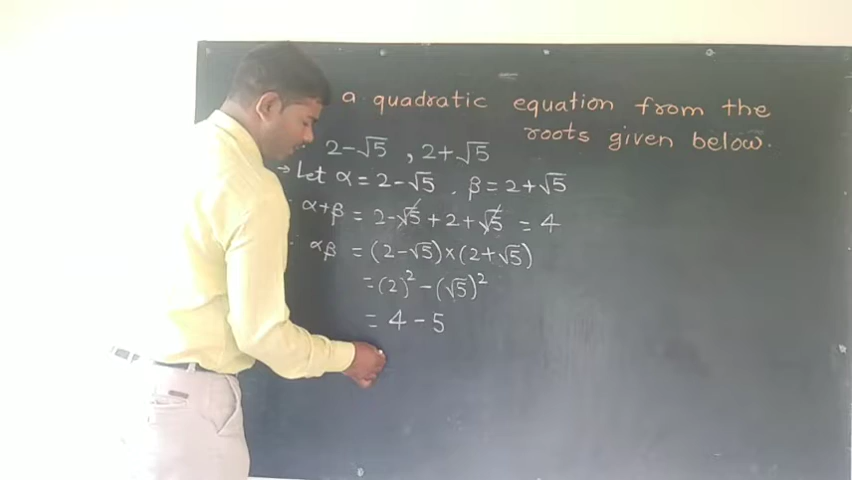 a quadratic equation from the
roots given below.
2-√5 , 2+√5
→ Let α = 2-√5 . β = 2+√5
α+β = 2-√5 + 2 + √5 = 4
αβ = (2-√5)×(2+√5)
= (2)² - (√5)²
= 4 - 5